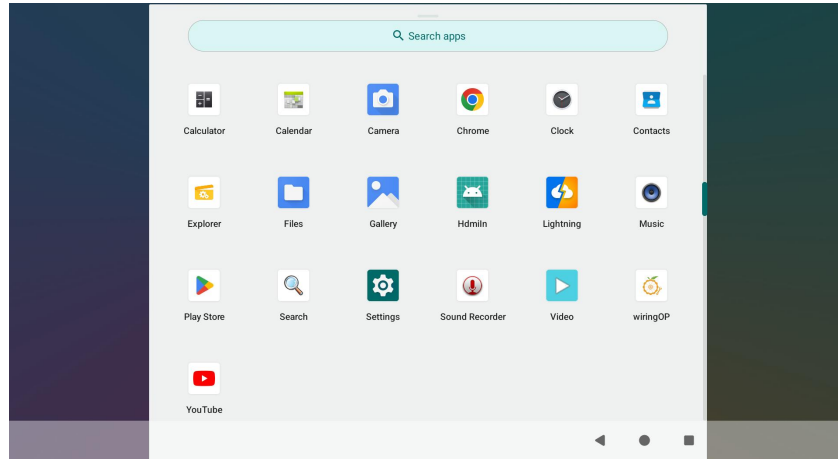 Search apps
Calculator
Calendar
Camera
Chrome
Clock
Contacts
Explorer
Files
Gallery
HdmiIn
Lightning
Music
Play Store
Search
Settings
Sound Recorder
Video
wiringOP
YouTube